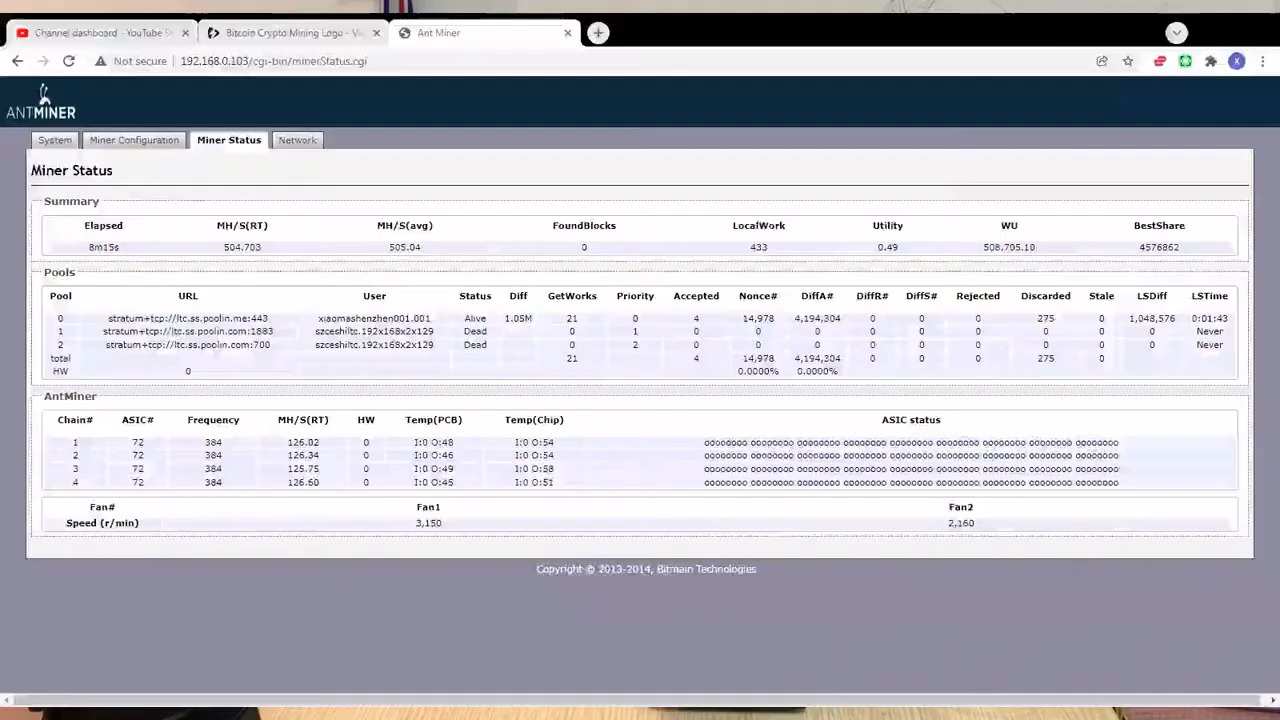 Channel dashboard - YouTube
Bitcoin Crypto Mining Logo -
Ant Miner
Not secure
192.168.0.103/cgi-bin/minerStatus.cgi
X
ANTMINER
System
Miner Configuration
Miner Status
Network
Miner Status
Summary
Elapsed MH/S(RT) MH/S(avg) FoundBlocks LocalWork Utility WU BestShare
8m15s 504.703 505.04 0 433 0.49 508,705.10 4576862
Pools
Pool URL User Status Diff GetWorks Priority Accepted Nonce# DiffA# DiffR# DiffS# Rejected Discarded Stale LSDiff LSTime
0 stratum+tcp://ltc.ss.poolin.me:443 xiaomashenzhen001.001 Alive 1.05M 21 0 4 14,978 4,194,304 0 0 0 275 0 1,048,576 0:01:43
1 stratum+tcp://ltc.ss.poolin.com:1883 szceshiltc.192x168x2x129 Dead 0 1 0 0 0 0 0 0 0 0 0 Never
2 stratum+tcp://ltc.ss.poolin.com:700 szceshiltc.192x168x2x129 Dead 0 2 0 0 0 0 0 0 0 0 0 Never
total 21 4 14,978 4,194,304 0 0 0 275 0
HW 0 0.0000% 0.0000%
AntMiner
Chain# ASIC# Frequency MH/S(RT) HW Temp(PCB) Temp(Chip) ASIC status
1 72 384 126.02 0 I:0 O:48 I:0 O:54 oooooooo oooooooo oooooooo oooooooo oooooooo oooooooo oooooooo oooooooo oooooooo
2 72 384 126.34 0 I:0 O:46 I:0 O:54 oooooooo oooooooo oooooooo oooooooo oooooooo oooooooo oooooooo oooooooo oooooooo
3 72 384 125.75 0 I:0 O:49 I:0 O:58 oooooooo oooooooo oooooooo oooooooo oooooooo oooooooo oooooooo oooooooo oooooooo
4 72 384 126.60 0 I:0 O:45 I:0 O:51 oooooooo oooooooo oooooooo oooooooo oooooooo oooooooo oooooooo oooooooo oooooooo
Fan# Fan1 Fan2
Speed (r/min) 3,150 2,160
Copyright © 2013-2014, Bitmain Technologies